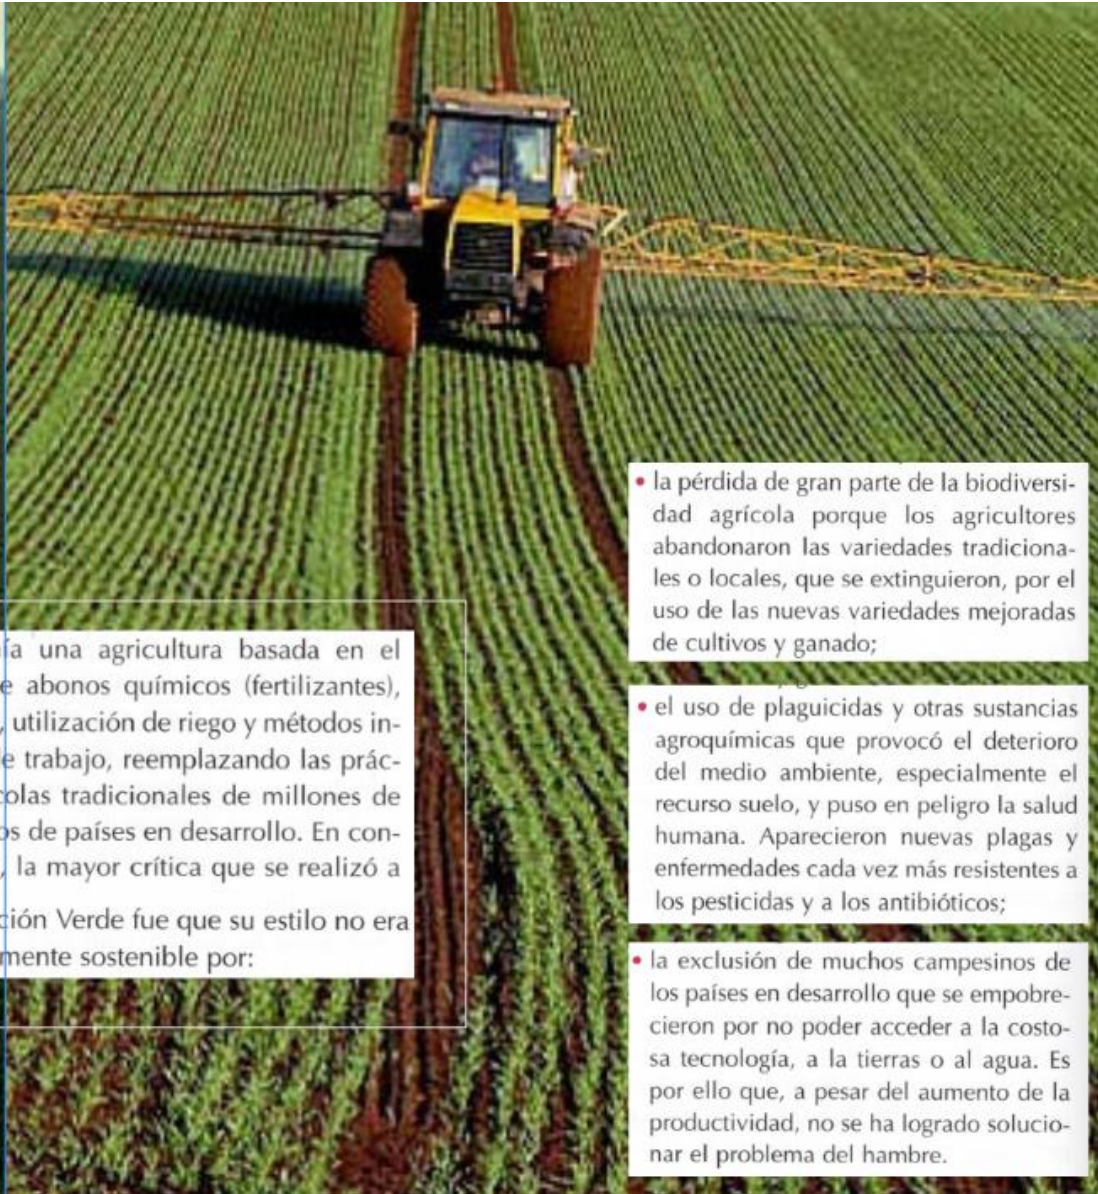 ía una agricultura basada en el
e abonos químicos (fertilizantes),
, utilización de riego y métodos in-
e trabajo, reemplazando las prác-
colas tradicionales de millones de
os de países en desarrollo. En con-
, la mayor crítica que se realizó a
ción Verde fue que su estilo no era
mente sostenible por:
• la pérdida de gran parte de la biodiversi-
dad agrícola porque los agricultores
abandonaron las variedades tradiciona-
les o locales, que se extinguieron, por el
uso de las nuevas variedades mejoradas
de cultivos y ganado;
• el uso de plaguicidas y otras sustancias
agroquímicas que provocó el deterioro
del medio ambiente, especialmente el
recurso suelo, y puso en peligro la salud
humana. Aparecieron nuevas plagas y
enfermedades cada vez más resistentes a
los pesticidas y a los antibióticos;
• la exclusión de muchos campesinos de
los países en desarrollo que se empobre-
cieron por no poder acceder a la costo-
sa tecnología, a la tierras o al agua. Es
por ello que, a pesar del aumento de la
productividad, no se ha logrado solucio-
nar el problema del hambre.